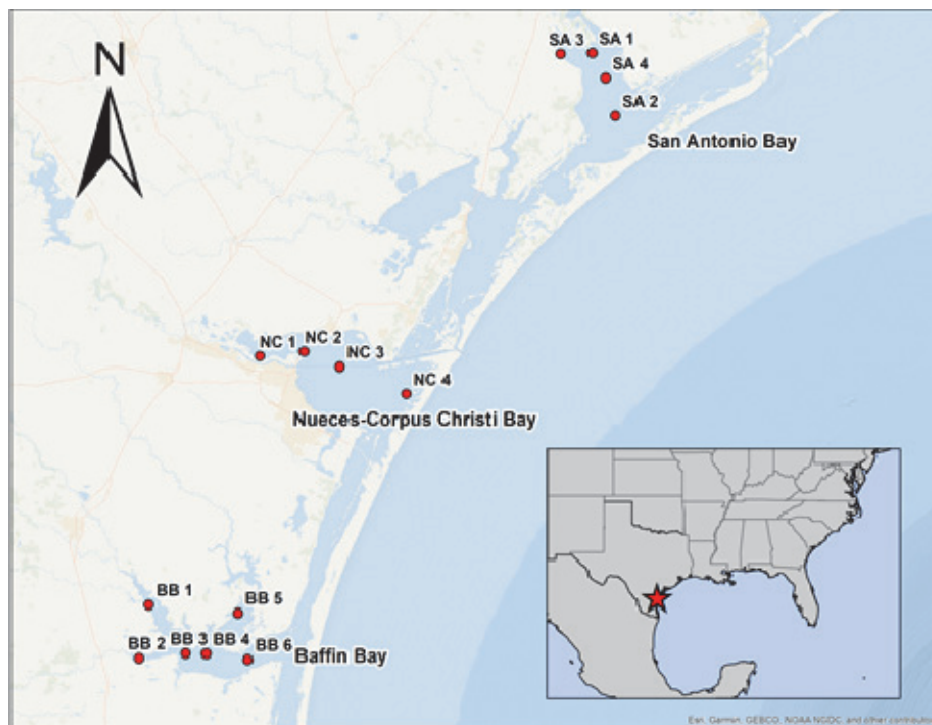 N
SA 3
SA 1
SA 4
SA 2
San Antonio Bay
NC 1
NC 2
NC 3
NC 4
Nueces-Corpus Christi Bay
BB 1
BB 5
BB 2
BB 3
BB 4
BB 6
Baffin Bay
Esri, Garmin, GEBCO, NOAA NGDC, and other contributors